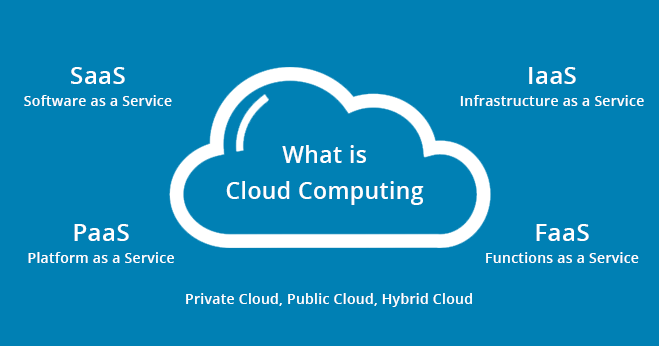 SaaS
Software as a Service
IaaS
Infrastructure as a Service
What is
Cloud Computing
PaaS
Platform as a Service
FaaS
Functions as a Service
Private Cloud, Public Cloud, Hybrid Cloud